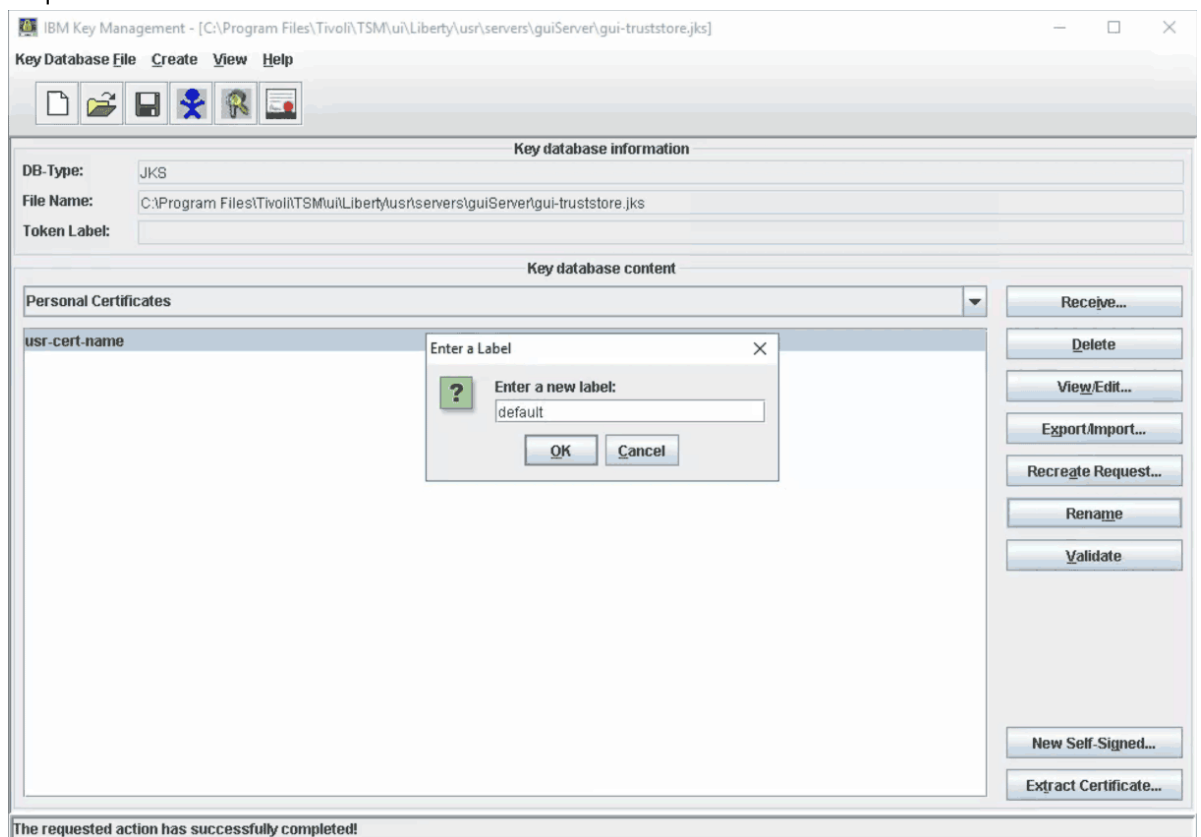 IBM Key Management - [C:\Program Files\Tivoli\TSM\ui\Liberty\usr\servers\guiServer\gui-truststore.jks]
Key Database File Create View Help
Key database information
DB-Type: JKS
File Name: C:\Program Files\Tivoli\TSM\ui\Liberty\usr\servers\guiServer\gui-truststore.jks
Token Label:
Key database content
Personal Certificates
Receive...
usr-cert-name
Delete
Enter a Label
Enter a new label:
default
OK Cancel
View/Edit...
Export/Import...
Recreate Request...
Rename
Validate
New Self-Signed...
Extract Certificate...
The requested action has successfully completed!